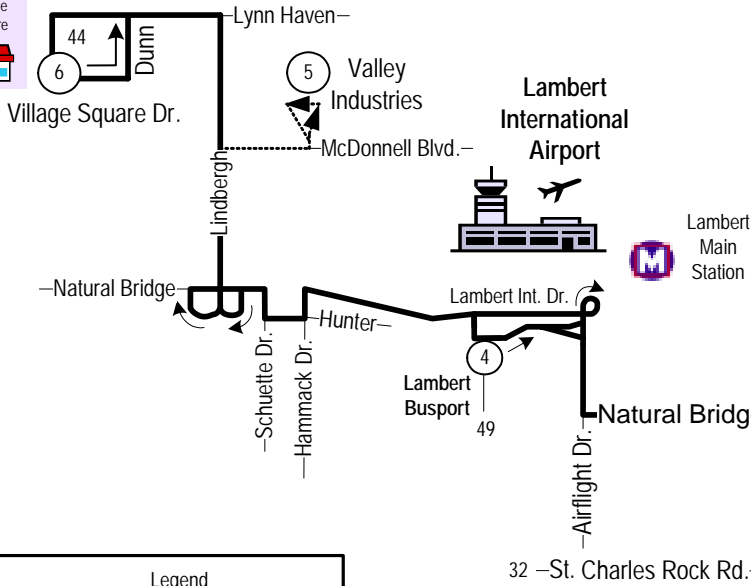 Lynn Haven
44
Dunn
6
Village Square Dr.
5
Valley
Industries
McDonnell Blvd.
Lindbergh
Lambert
International
Airport
Lambert
Main
Station
M
Natural Bridge
Lambert Int. Dr.
Hunter
Schuette Dr.
Hammack Dr.
4
Lambert
Busport
49
Natural Bridg
Airflight Dr.
32
St. Charles Rock Rd.
Legend